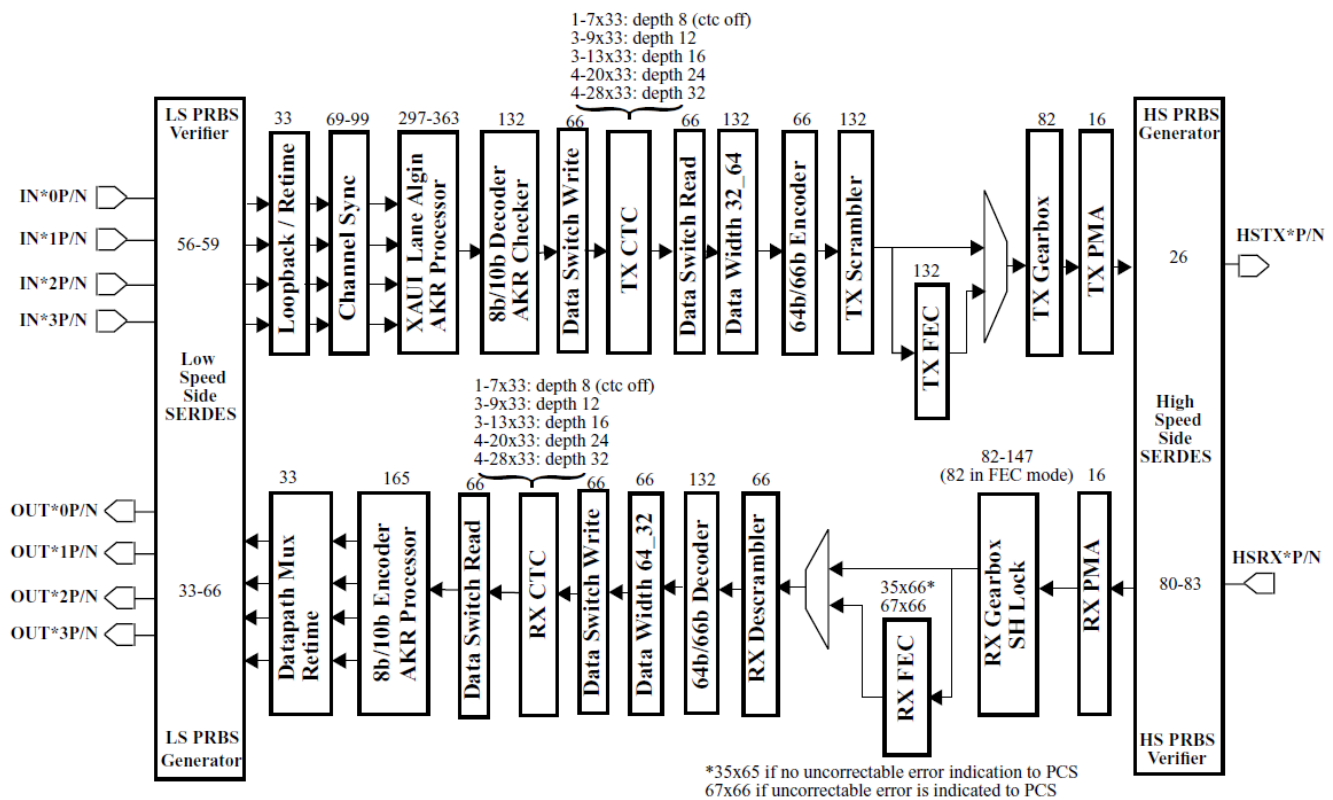 1-7x33: depth 8 (ctc off)
3-9x33: depth 12
3-13x33: depth 16
4-20x33: depth 24
4-28x33: depth 32
LS PRBS
Verifier
33
69-99
297-363
132
66
66
132
66
132
82
16
HS PRBS
Generator
IN*0P/N
IN*1P/N
IN*2P/N
IN*3P/N
56-59
Loopback / Retime
Channel Sync
XAUI Lane Algin
AKR Processor
8b/10b Decoder
AKR Checker
Data Switch Write
TX CTC
Data Switch Read
Data Width 32_64
64b/66b Encoder
TX Scrambler
132
TX FEC
TX Gearbox
TX PMA
26
HSTX*P/N
Low
Speed
Side
SERDES
High
Speed
Side
SERDES
1-7x33: depth 8 (ctc off)
3-9x33: depth 12
3-13x33: depth 16
4-20x33: depth 24
4-28x33: depth 32
33
165
66
66
66
132
66
82-147
(82 in FEC mode)
16
OUT*0P/N
OUT*1P/N
OUT*2P/N
OUT*3P/N
33-66
Datapath Mux
Retime
8b/10b Encoder
AKR Processor
Data Switch Read
RX CTC
Data Switch Write
Data Width 64_32
64b/66b Decoder
RX Descrambler
35x66*
67x66
RX FEC
RX Gearbox
SH Lock
RX PMA
80-83
HSRX*P/N
LS PRBS
Generator
HS PRBS
Verifier
*35x65 if no uncorrectable error indication to PCS
67x66 if uncorrectable error is indicated to PCS